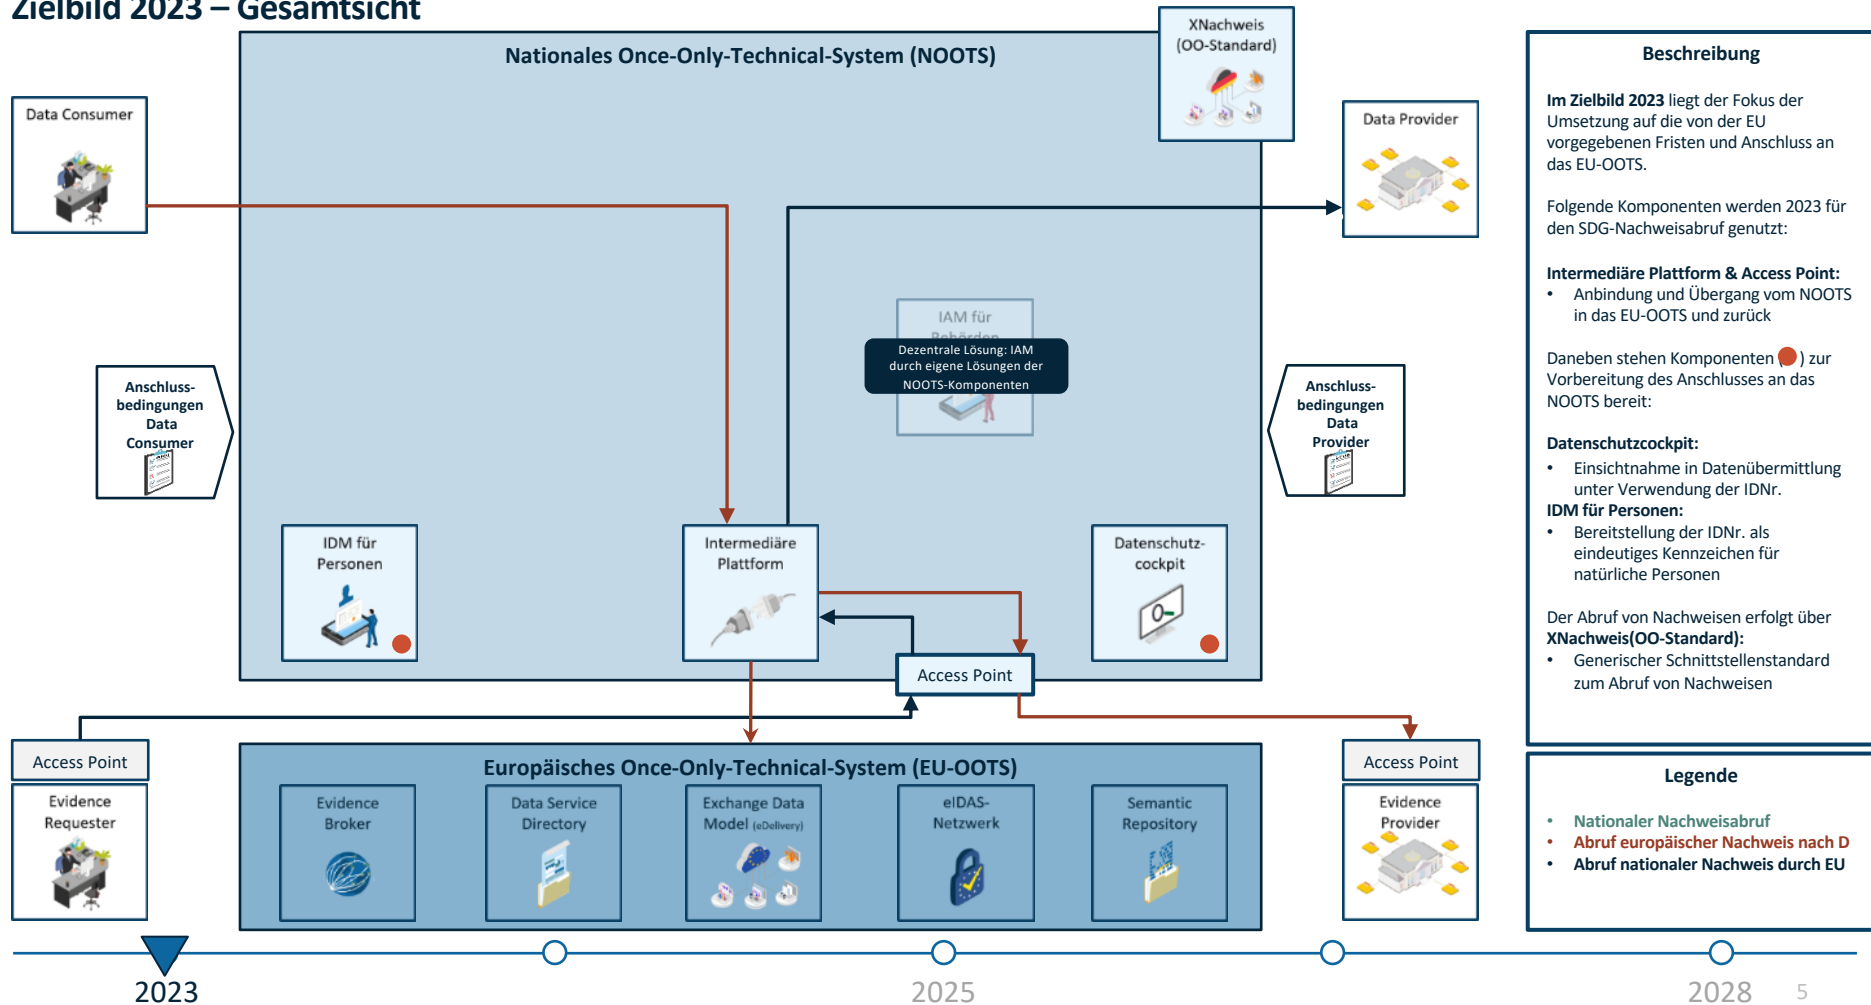 Zielbild 2023 – Gesamtsicht
Nationales Once-Only-Technical-System (NOOTS)
XNachweis
(OO-Standard)
Data Consumer
Data Provider
IAM für
Behörden
Dezentrale Lösung: IAM
durch eigene Lösungen der
NOOTS-Komponenten
Anschluss-
bedingungen
Data
Consumer
Anschluss-
bedingungen
Data
Provider
IDM für
Personen
Intermediäre
Plattform
Datenschutz-
cockpit
Access Point
Access Point
Evidence
Requester
Europäisches Once-Only-Technical-System (EU-OOTS)
Evidence
Broker
Data Service
Directory
Exchange Data
Model (eDelivery)
eIDAS-
Netzwerk
Semantic
Repository
Access Point
Evidence
Provider
Beschreibung
Im Zielbild 2023 liegt der Fokus der
Umsetzung auf die von der EU
vorgegebenen Fristen und Anschluss an
das EU-OOTS.
Folgende Komponenten werden 2023 für
den SDG-Nachweisabruf genutzt:
Intermediäre Plattform & Access Point:
• Anbindung und Übergang vom NOOTS
in das EU-OOTS und zurück
Daneben stehen Komponenten ( ) zur
Vorbereitung des Anschlusses an das
NOOTS bereit:
Datenschutzcockpit:
• Einsichtnahme in Datenübermittlung
unter Verwendung der IDNr.
IDM für Personen:
• Bereitstellung der IDNr. als
eindeutiges Kennzeichen für
natürliche Personen
Der Abruf von Nachweisen erfolgt über
XNachweis(OO-Standard):
• Generischer Schnittstellenstandard
zum Abruf von Nachweisen
Legende
• Nationaler Nachweisabruf
• Abruf europäischer Nachweis nach D
• Abruf nationaler Nachweis durch EU
2023
2025
2028
5